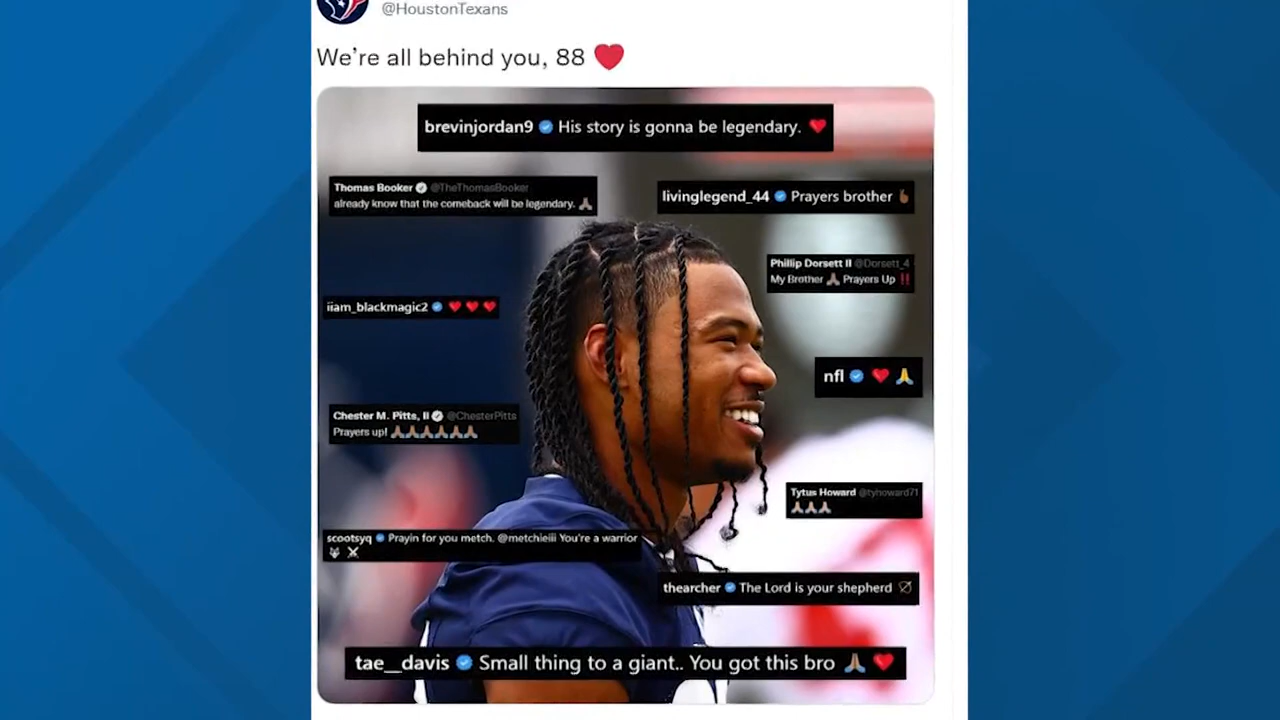 @HoustonTexans
We're all behind you, 88 ❤️
brevinjordan9 His story is gonna be legendary. ❤️
Thomas Booker @TheThomasBooker
already know that the comeback will be legendary. 🙏🏽
livinglegend_44 Prayers brother 🤞🏾
Phillip Dorsett II @Dorsett_4
My Brother 🙏🏽 Prayers Up ‼️
iiam_blackmagic2 ❤️❤️❤️
nfl ❤️🙏
Chester M. Pitts, II @ChesterPitts
Prayers up! 🙏🏽🙏🏽🙏🏽🙏🏽🙏🏽🙏🏽
Tytus Howard @tyhoward71
🙏🏽🙏🏽🙏🏽
scootsyq Prayin for you metch. @metchieiii You're a warrior
🐺 ⚔️
thearcher The Lord is your shepherd 🏹
tae__davis Small thing to a giant.. You got this bro 🙏🏽❤️